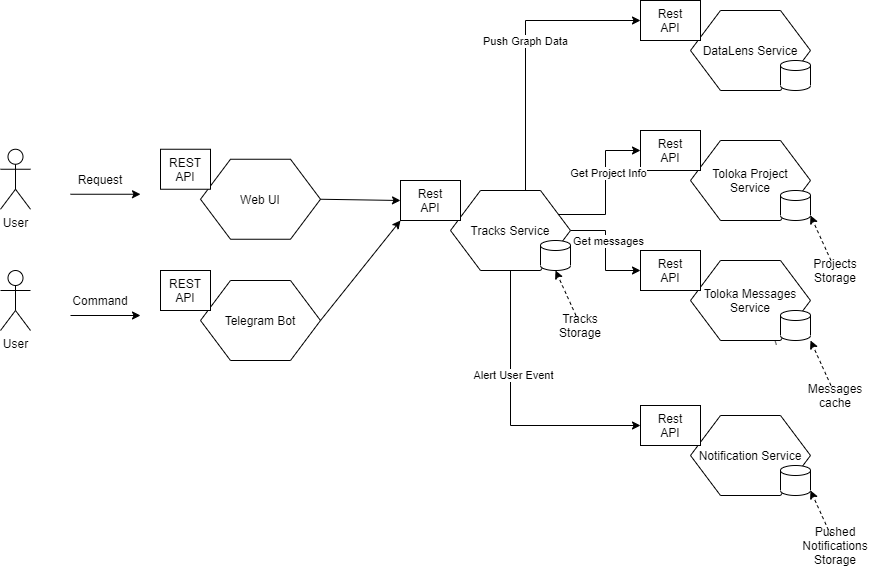 Rest
API
DataLens Service
Push Graph Data
REST
API
Request
Web UI
User
Rest
API
Tracks Service
Rest
API
Get Project Info
Toloka Project
Service
Projects
Storage
Get messages
Rest
API
Toloka Messages
Service
Messages
cache
REST
API
Command
Telegram Bot
User
Tracks
Storage
Alert User Event
Rest
API
Notification Service
Pushed
Notifications
Storage